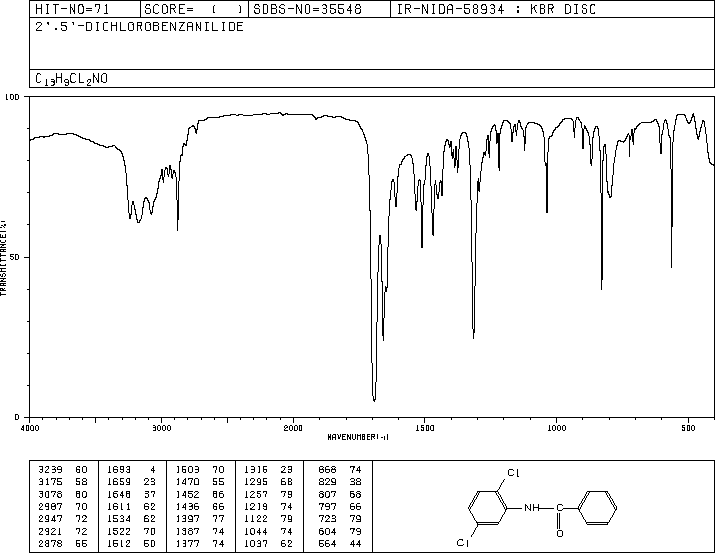 HIT-NO=71 SCORE= ( ) SDBS-NO=35548 IR-NIDA-58934 : KBR DISC
2'.5'-DICHLOROBENZANILIDE
C13H9CL2NO
100
50
0
TRANSMITTANCE(%)
4000 3000 2000 1500 1000 500
WAVENUMBER(-1)
3239 60 1693 4 1603 70 1316 23 868 74
3175 58 1659 23 1470 55 1295 68 829 38
3078 60 1648 37 1452 66 1257 79 807 68
2987 70 1611 62 1436 66 1219 74 797 66
2947 72 1534 62 1397 77 1122 79 723 79
2921 72 1522 70 1387 74 1044 74 604 79
2878 56 1512 50 1377 74 1037 62 564 44
Cl
NH C
O
Cl